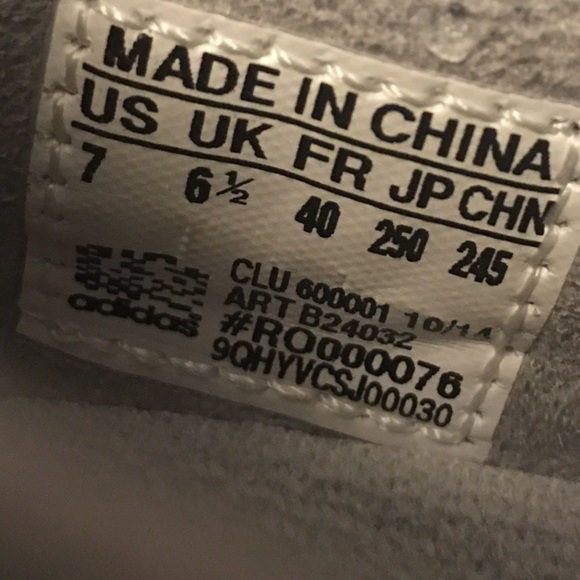 MADE IN CHINA
US UK FR JP CHN
7 6½ 40 250 245
CLU 600001 10/14
ART B24032
#RO000076
9QHYVCSJ00030
adidas